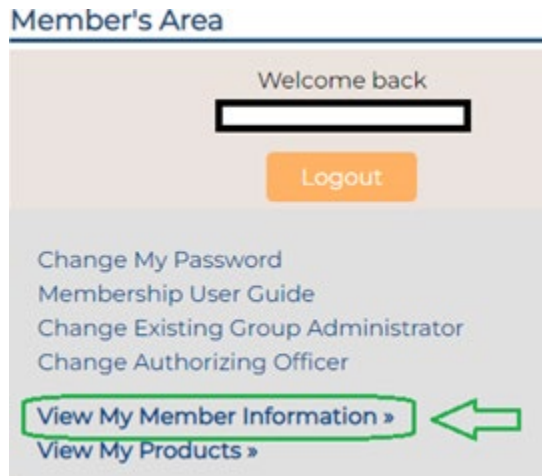 Member's Area
Welcome back
Logout
Change My Password
Membership User Guide
Change Existing Group Administrator
Change Authorizing Officer
View My Member Information »
View My Products »